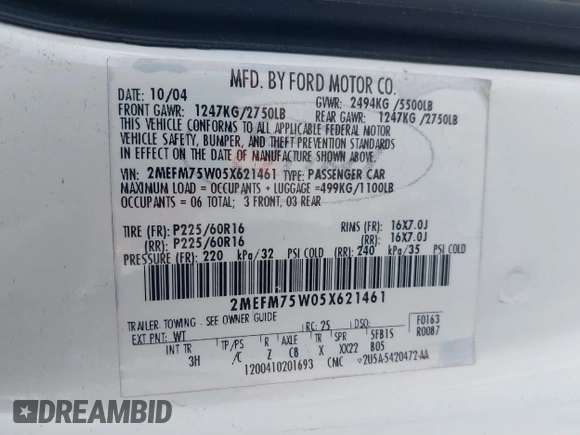 MFD. BY FORD MOTOR CO.
DATE: 10/04 GVWR: 2494KG /5500LB
FRONT GAWR: 1247KG/2750LB REAR GAWR: 1247KG/2750LB
THIS VEHICLE CONFORMS TO ALL APPLICABLE FEDERAL MOTOR
VEHICLE SAFETY, BUMPER, AND THEFT PREVENTION STANDARDS
IN EFFECT ON THE DATE OF MANUFACTURE SHOWN ABOVE.
VIN: 2MEFM75W05X621461 TYPE: PASSENGER CAR
MAXIMUM LOAD = OCCUPANTS + LUGGAGE =499KG/1100LB
OCCUPANTS = 06 TOTAL; 3 FRONT, 03 REAR
TIRE (FR): P225/60R16 RIMS (FR): 16X7.0J
(RR): P225/60R16 (RR): 16X7.0J
PRESSURE (FR): 220 kPa/32 PSI COLD (RR): 240 kPa/35 PSI COLD
2MEFM75W05X621461
TRAILER TOWING - SEE OWNER GUIDE
EXT PNT: WT RC: 25 DSO: F0163
INT TR /C R AXLE TR SPR 5FB15 R0087
3H Z CB X XX22 B05
1200410201693 CMC 2U5A-5420472-AA
DREAMBID